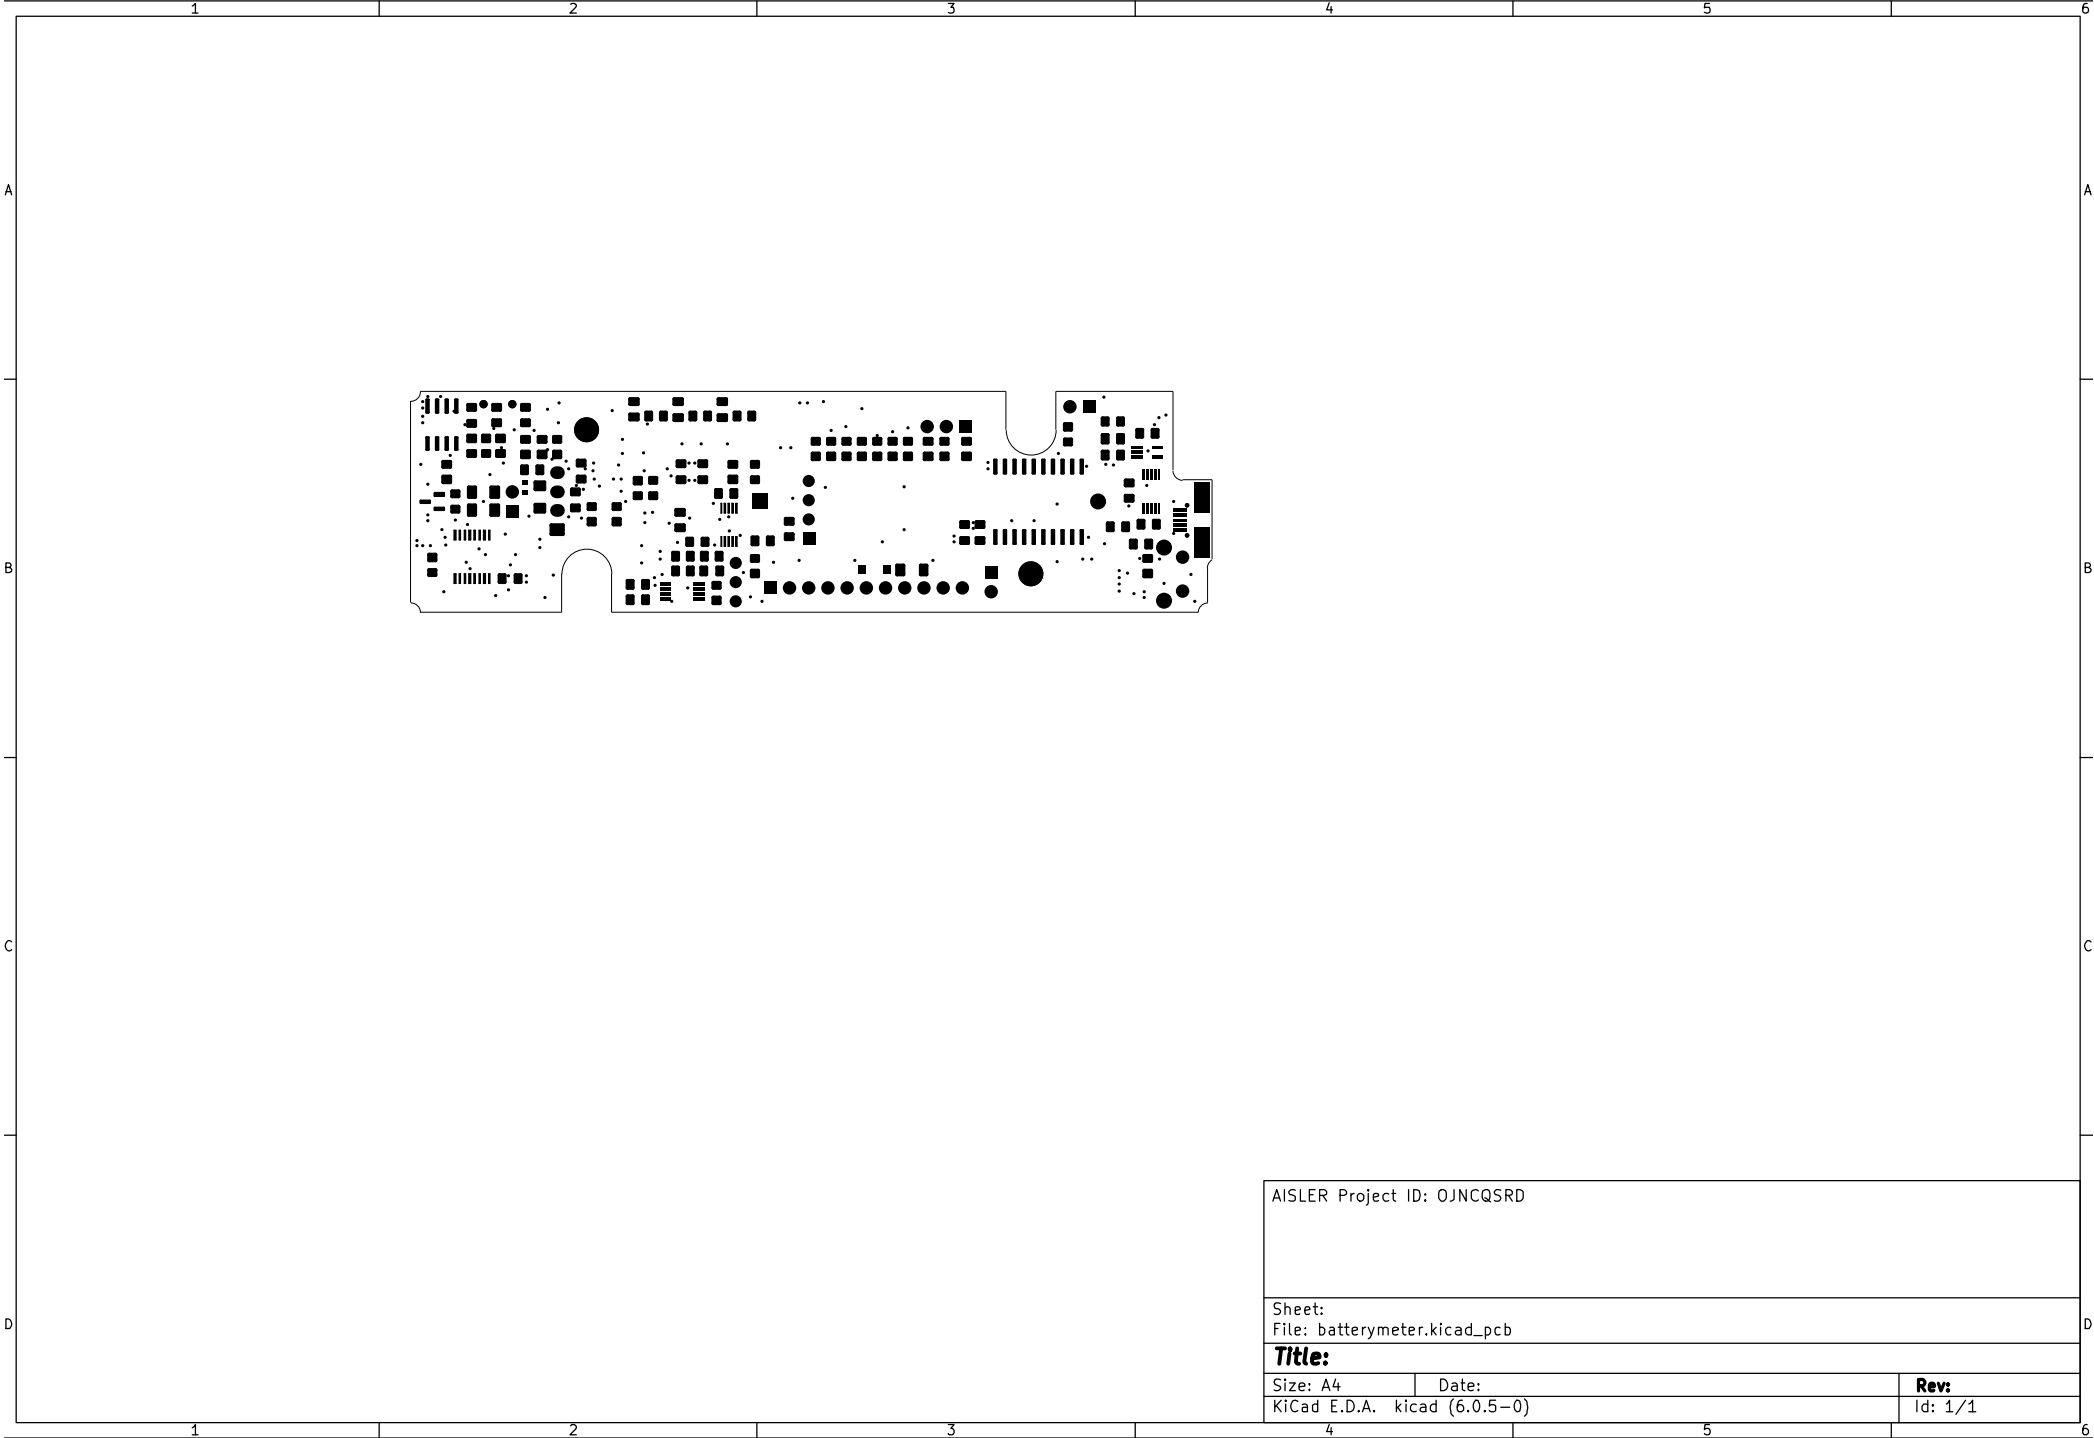 1 2 3 4 5 6
A A
B B
C C
AISLER Project ID: OJNCQSRD
Sheet:
D D
File: batterymeter.kicad_pcb
Title:
Size: A4 Date: Rev:
KiCad E.D.A. kicad (6.0.5-0) Id: 1/1
1 2 3 4 5 6